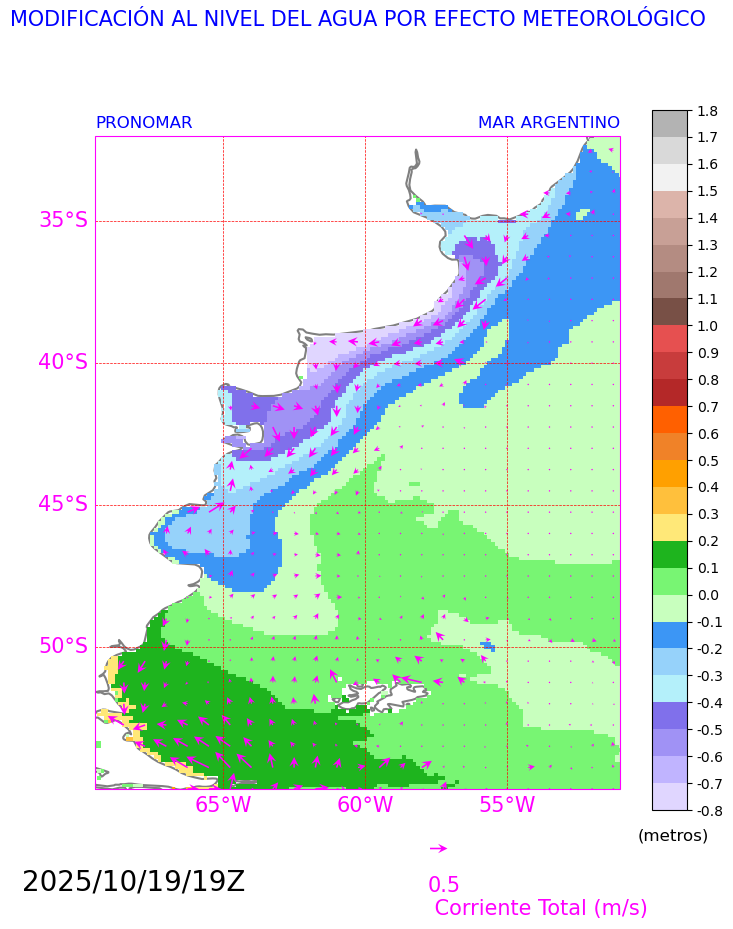 MODIFICACIÓN AL NIVEL DEL AGUA POR EFECTO METEOROLÓGICO
PRONOMAR MAR ARGENTINO
35°S
40°S
45°S
50°S
65°W 60°W 55°W
1.8
1.7
1.6
1.5
1.4
1.3
1.2
1.1
1.0
0.9
0.8
0.7
0.6
0.5
0.4
0.3
0.2
0.1
0.0
-0.1
-0.2
-0.3
-0.4
-0.5
-0.6
-0.7
-0.8
(metros)
2025/10/19/19Z
0.5
Corriente Total (m/s)